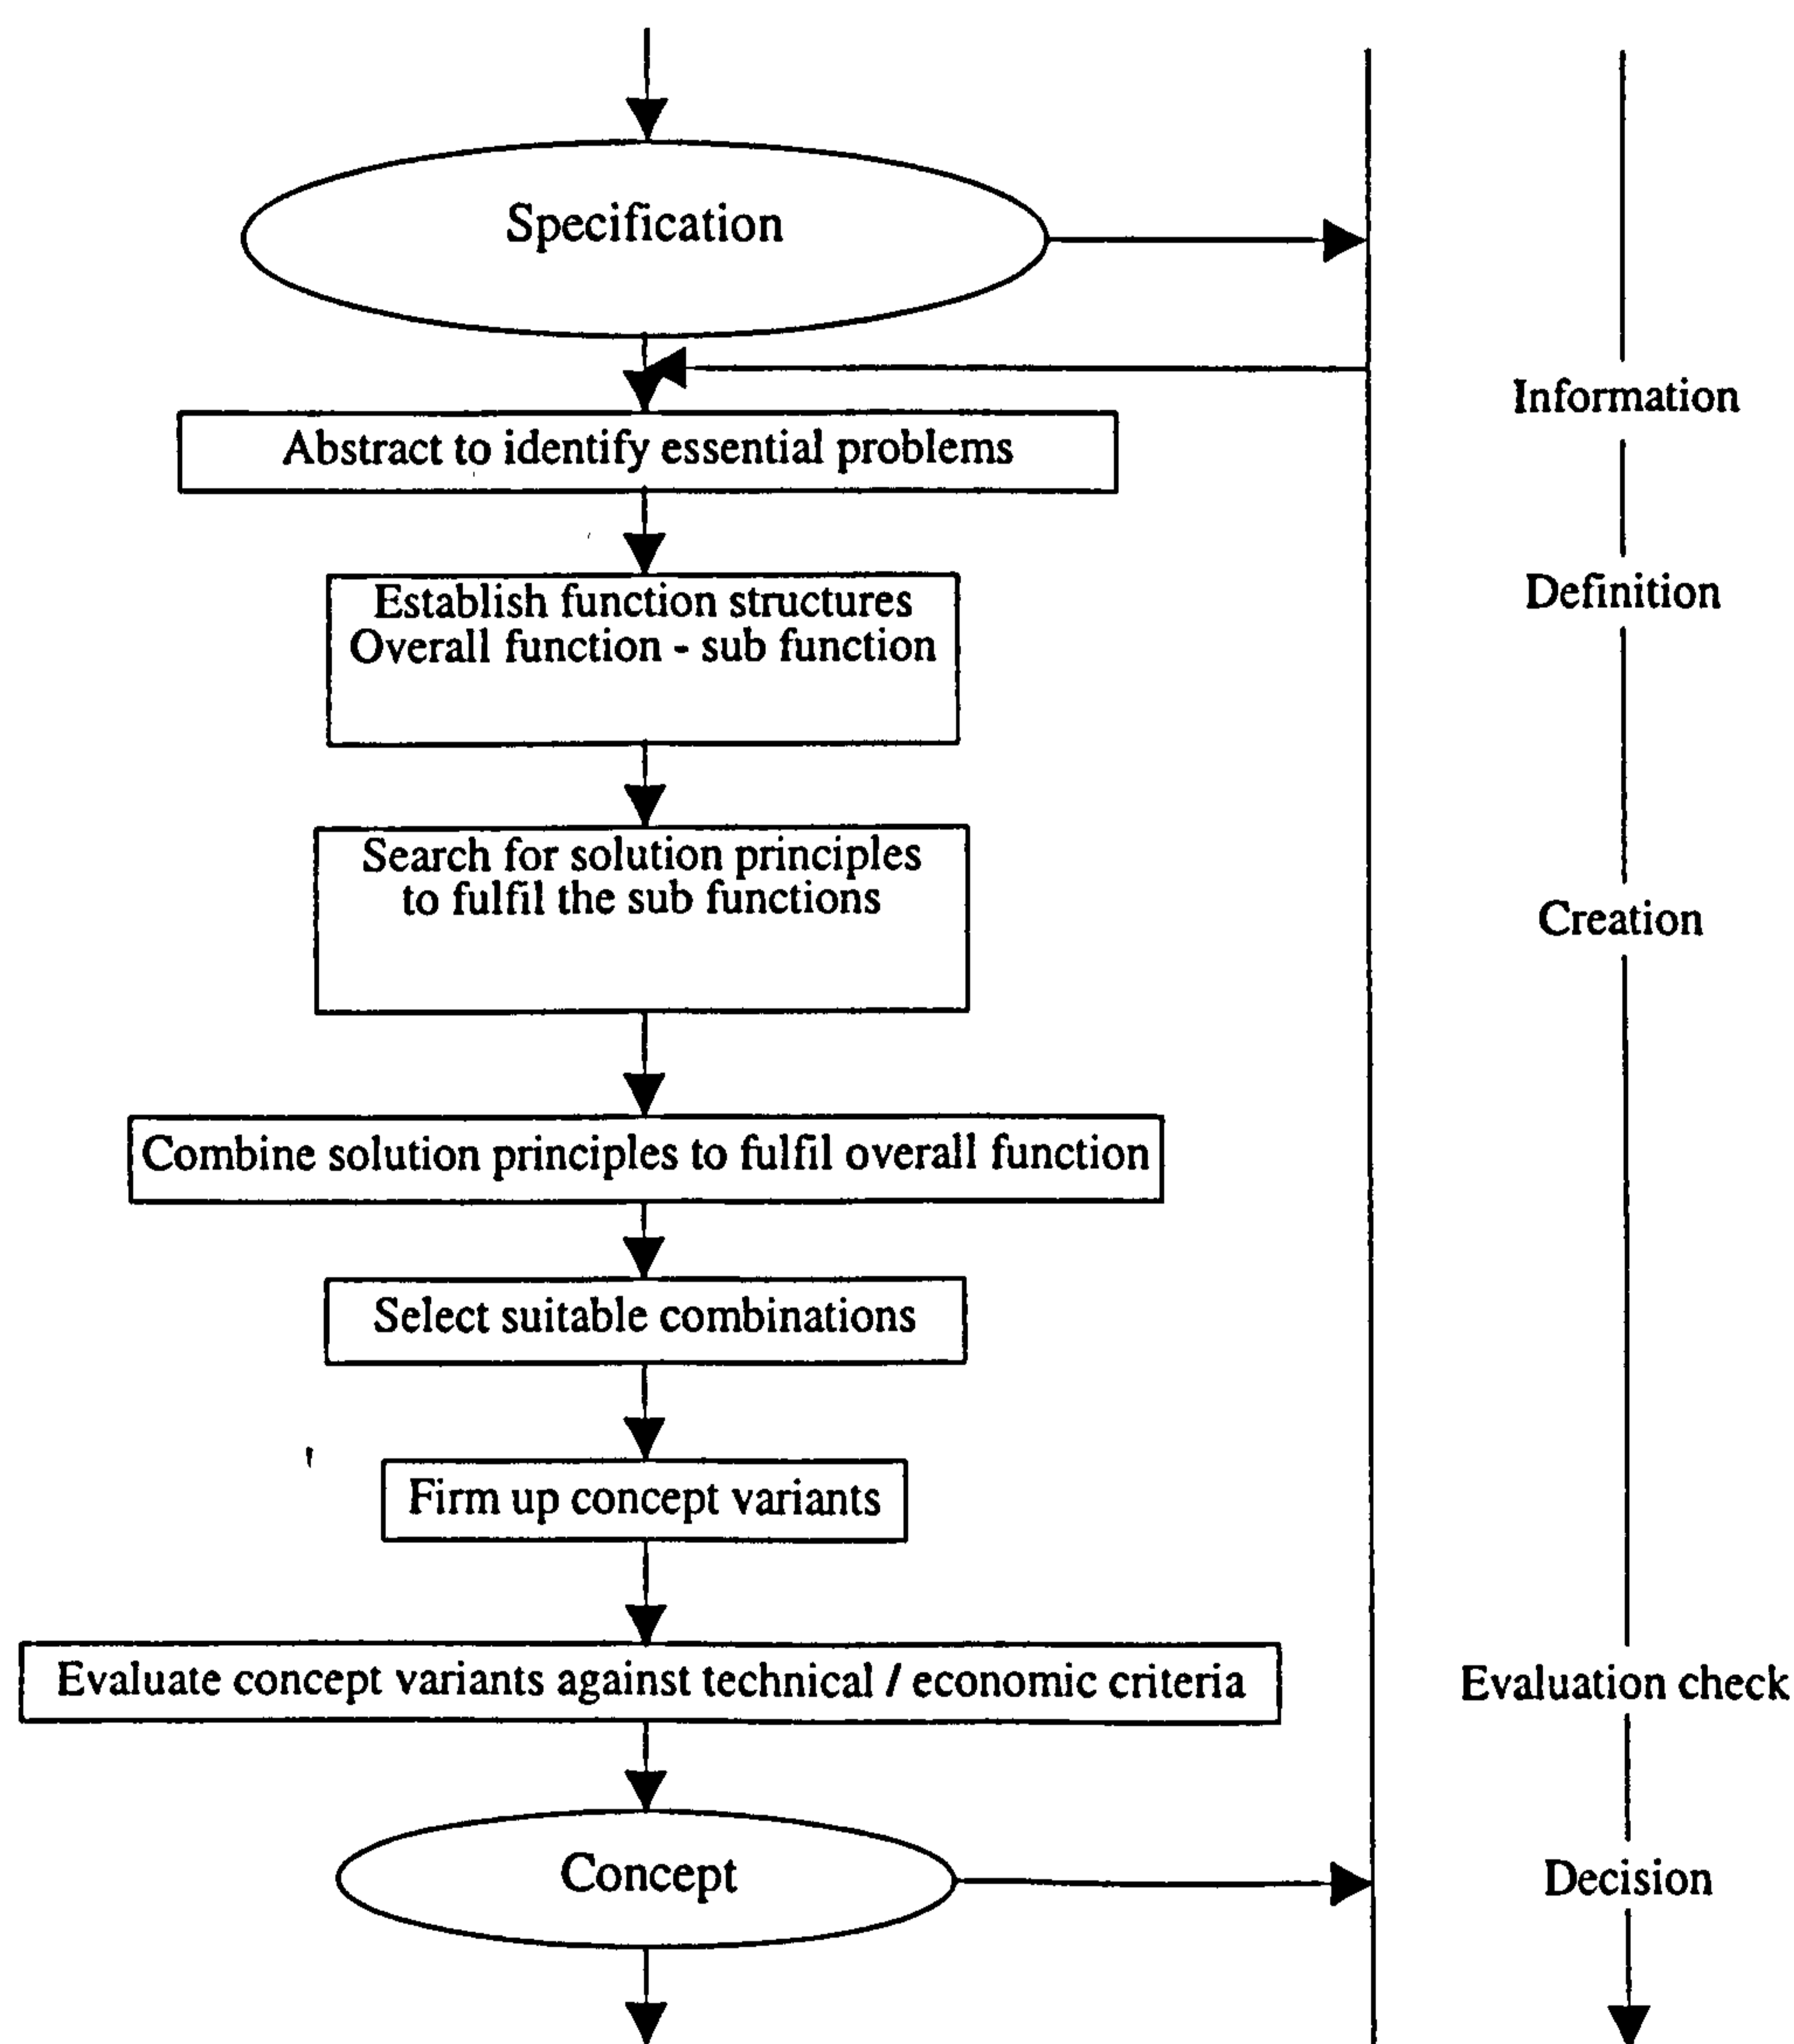 Specification
Information
Abstract to identify essential problems
Definition
Establish function structures
Overall function - sub function
Search for solution principles
to fulfil the sub functions
Creation
Combine solution principles to fulfil overall function
Select suitable combinations
Firm up concept variants
Evaluate concept variants against technical / economic criteria
Evaluation check
Concept
Decision